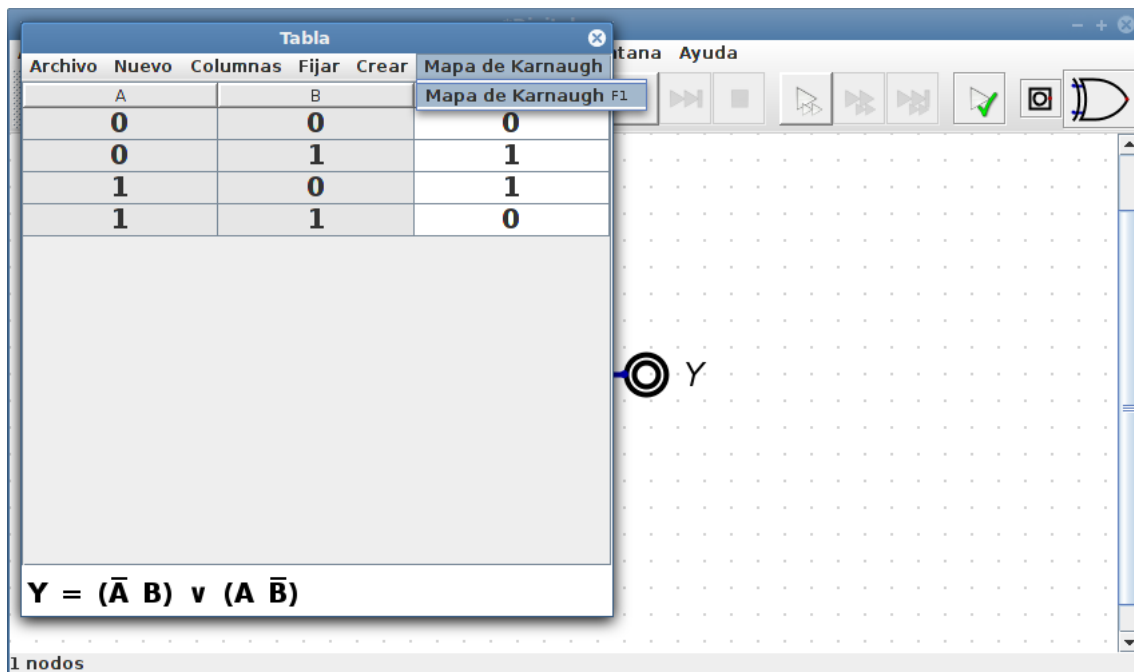 Tabla
Archivo Nuevo Columnas Fijar Crear Mapa de Karnaugh
Ayuda
Mapa de Karnaugh F1
A B
0 0 0
0 1 1
1 0 1
1 1 0
Y
Y = (A̅ B) ∨ (A B̅)
1 nodos